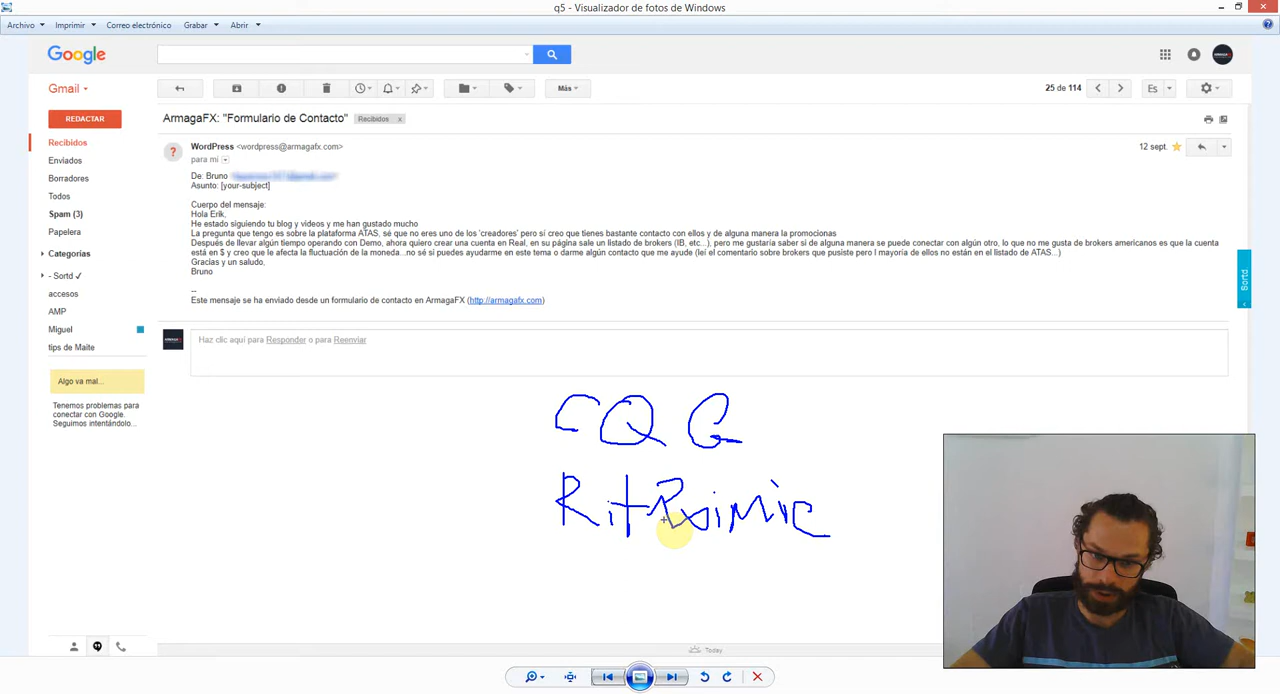 q5 - Visualizador de fotos de Windows
Archivo Imprimir Correo electrónico Grabar Abrir
Google
Gmail Más 25 de 114 Es
REDACTAR
ArmagaFX: "Formulario de Contacto" Recibidos x
Recibidos
Enviados
Borradores
Todos
Spam (3)
Papelera
Categorías
- Sortd ✓
accesos
AMP
Miguel
tips de Maite
Algo va mal...
Tenemos problemas para
conectar con Google.
Seguimos intentándolo...
? WordPress <wordpress@armagafx.com> 12 sept.
para mi
De: Bruno
Asunto: [your-subject]
Cuerpo del mensaje:
Hola Erik,
He estado siguiendo tu blog y videos y me han gustado mucho
La pregunta que tengo es sobre la plataforma ATAS, sé que no eres uno de los 'creadores' pero sí creo que tienes bastante contacto con ellos y de alguna manera la promocionas
Después de llevar algún tiempo operando con Demo, ahora quiero crear una cuenta en Real, en su página sale un listado de brokers (IB, etc...), pero me gustaría saber si de alguna manera se puede conectar con algún otro, lo que no me gusta de brokers americanos es que la cuenta
está en $ y creo que le afecta la fluctuación de la moneda...no sé si puedes ayudarme en este tema o darme algún contacto que me ayude (leí el comentario sobre brokers que pusiste pero l mayoría de ellos no están en el listado de ATAS...)
Gracias y un saludo,
Bruno
--
Este mensaje se ha enviado desde un formulario de contacto en ArmagaFX (http://armagafx.com)
Sortd
ARMAGAFX
Haz clic aquí para Responder o para Reenviar
CQG
Today